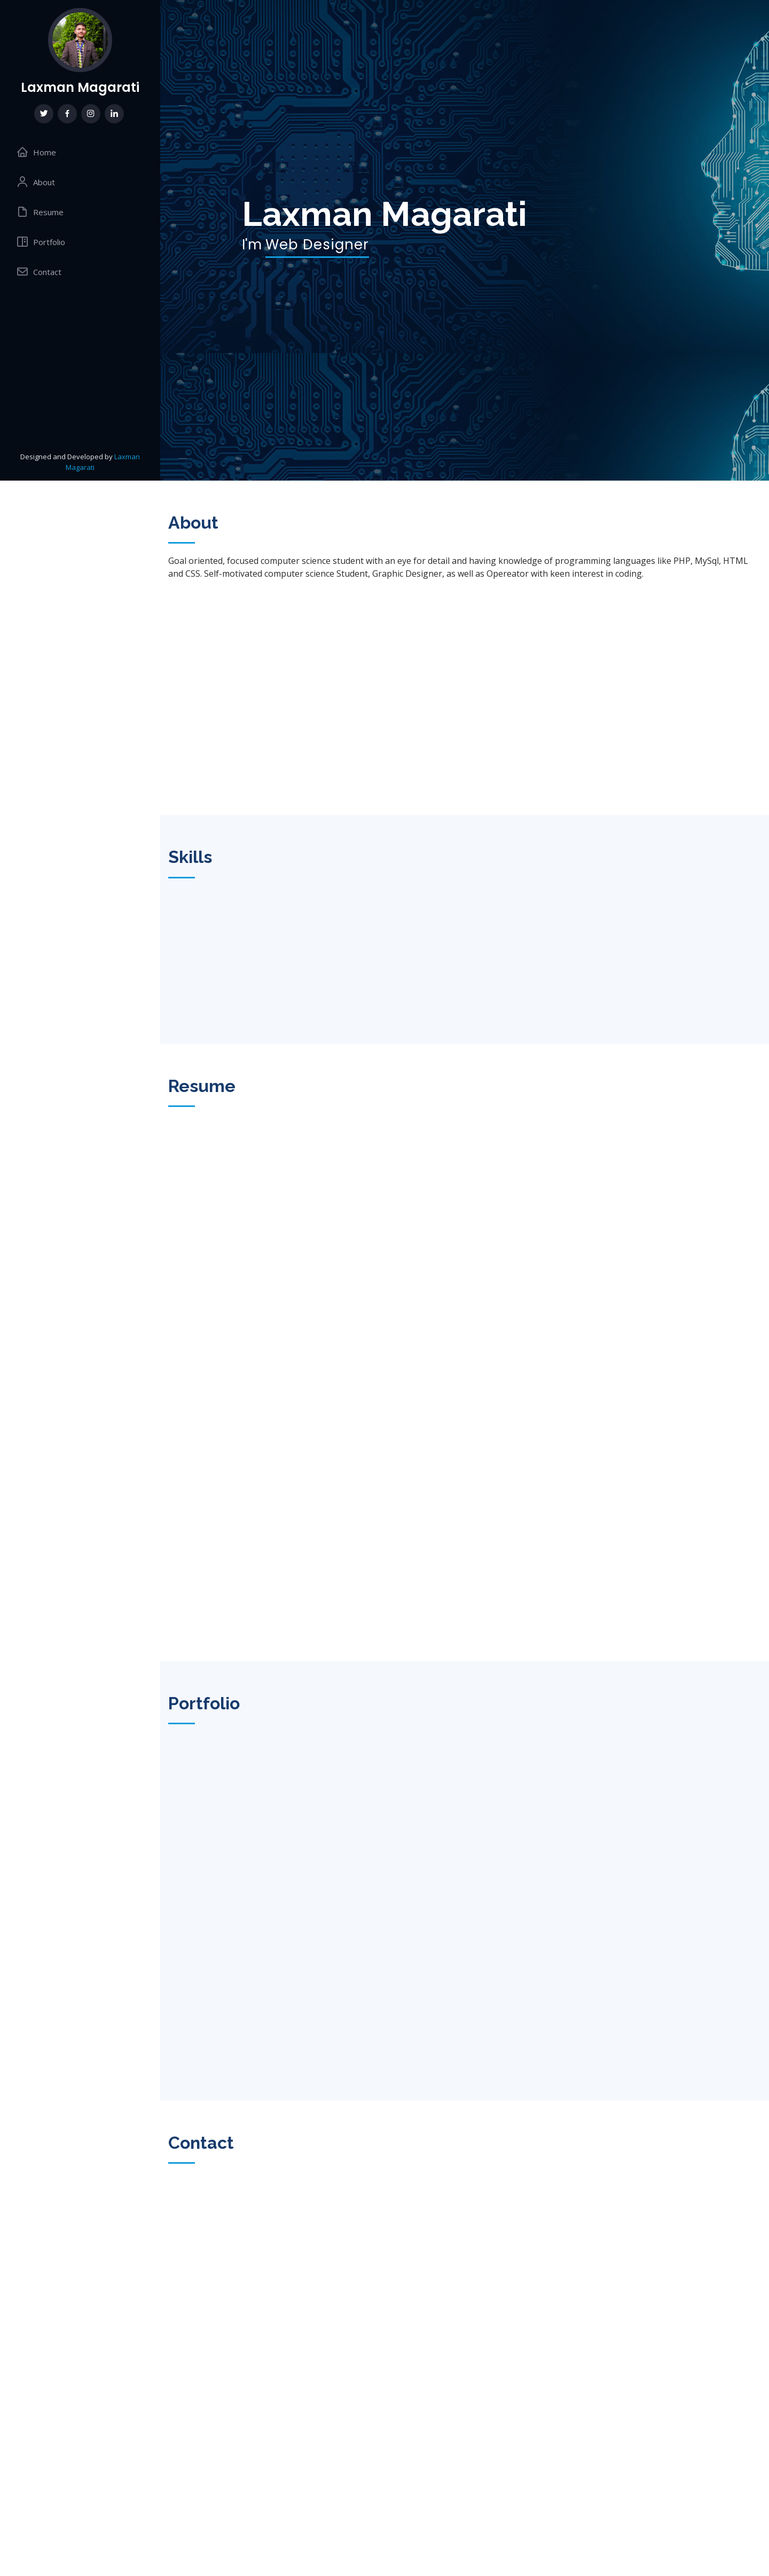 Laxman Magarati
Home
About
Resume
Portfolio
Contact
Designed and Developed by Laxman
Magarati
Laxman Magarati
I'm Web Designer
About
Goal oriented, focused computer science student with an eye for detail and having knowledge of programming languages like PHP, MySql, HTML
and CSS. Self-motivated computer science Student, Graphic Designer, as well as Opereator with keen interest in coding.
Skills
Resume
Portfolio
Contact